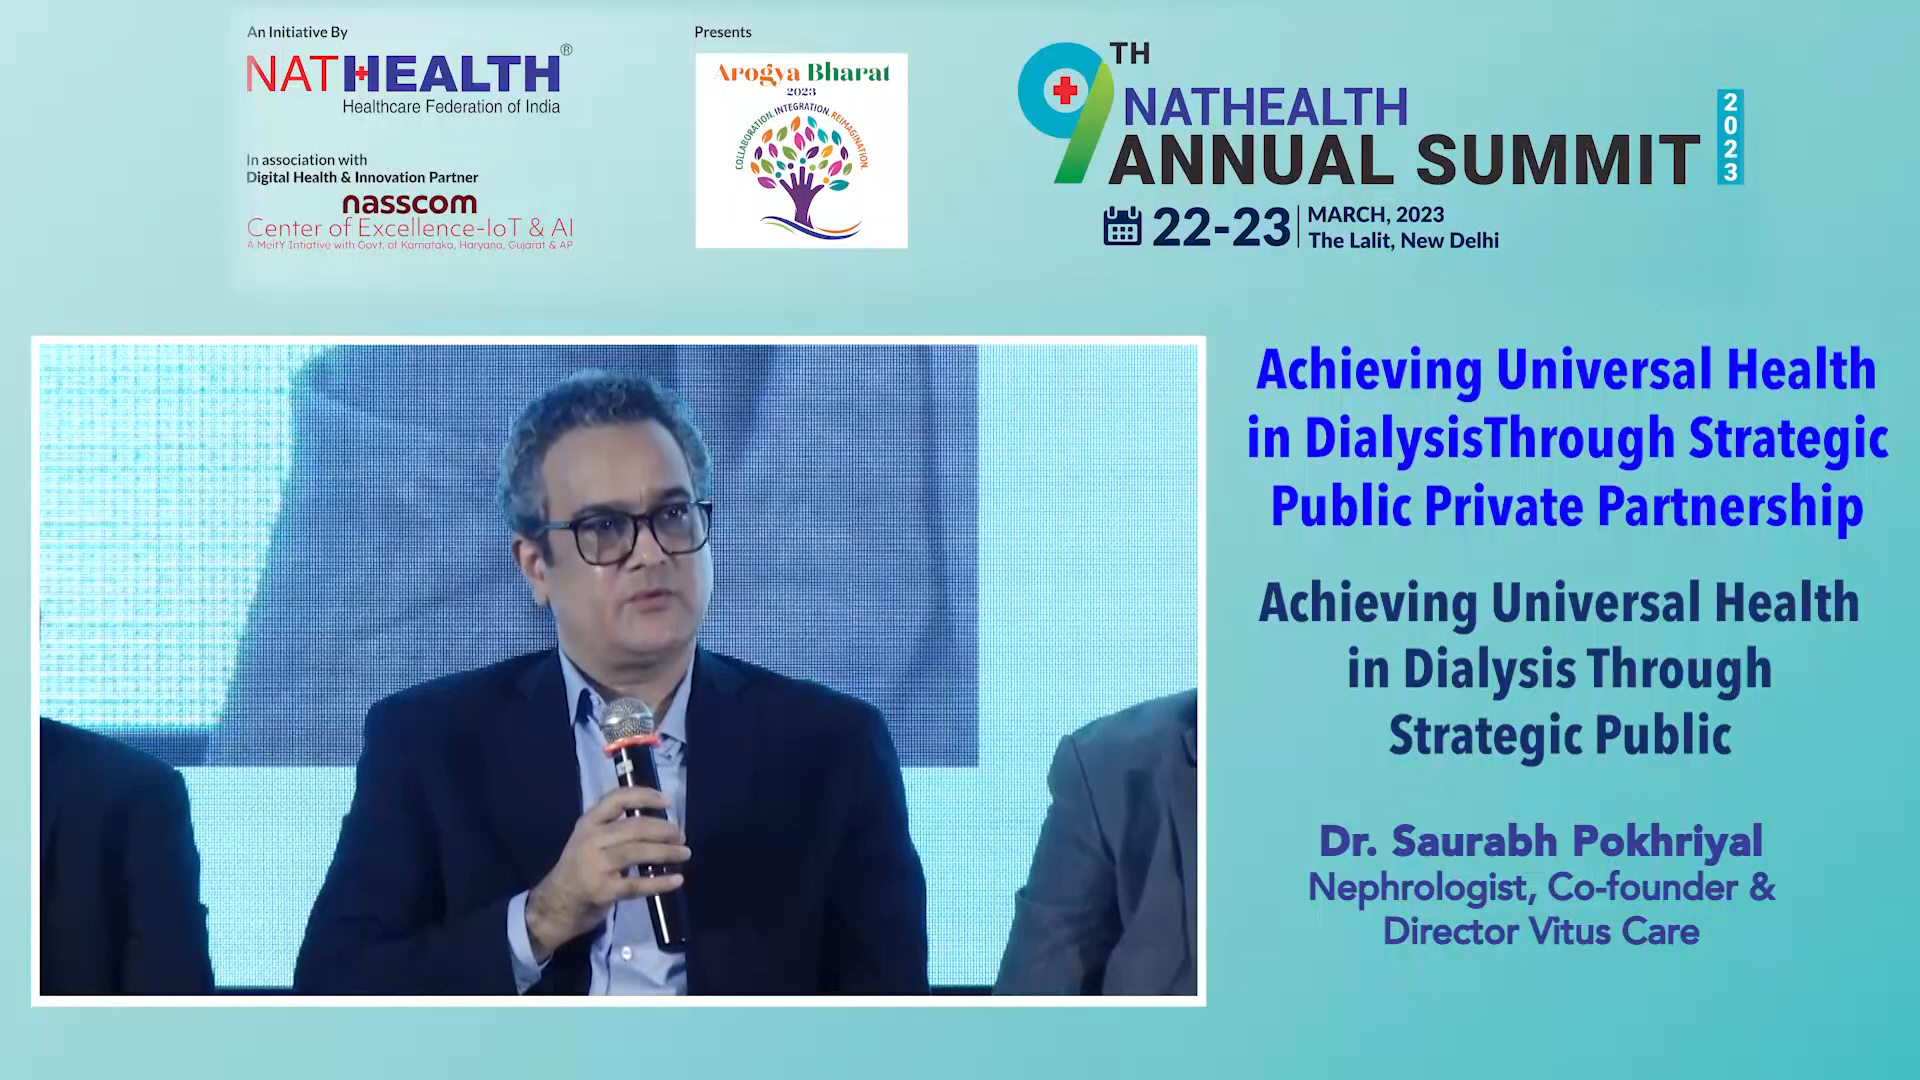 An Initiative By
NATHEALTH®
Healthcare Federation of India
In association with
Digital Health & Innovation Partner
nasscom
Center of Excellence-IoT & AI
A MeitY Initiative with Govt. of Karnataka, Haryana, Gujarat & AP
Presents
Arogya Bharat
2023
COLLABORATION. INTEGRATION. REIMAGINATION
9TH
NATHEALTH
ANNUAL SUMMIT
2023
22-23
MARCH, 2023
The Lalit, New Delhi
Achieving Universal Health
in DialysisThrough Strategic
Public Private Partnership
Achieving Universal Health
in Dialysis Through
Strategic Public
Dr. Saurabh Pokhriyal
Nephrologist, Co-founder &
Director Vitus Care